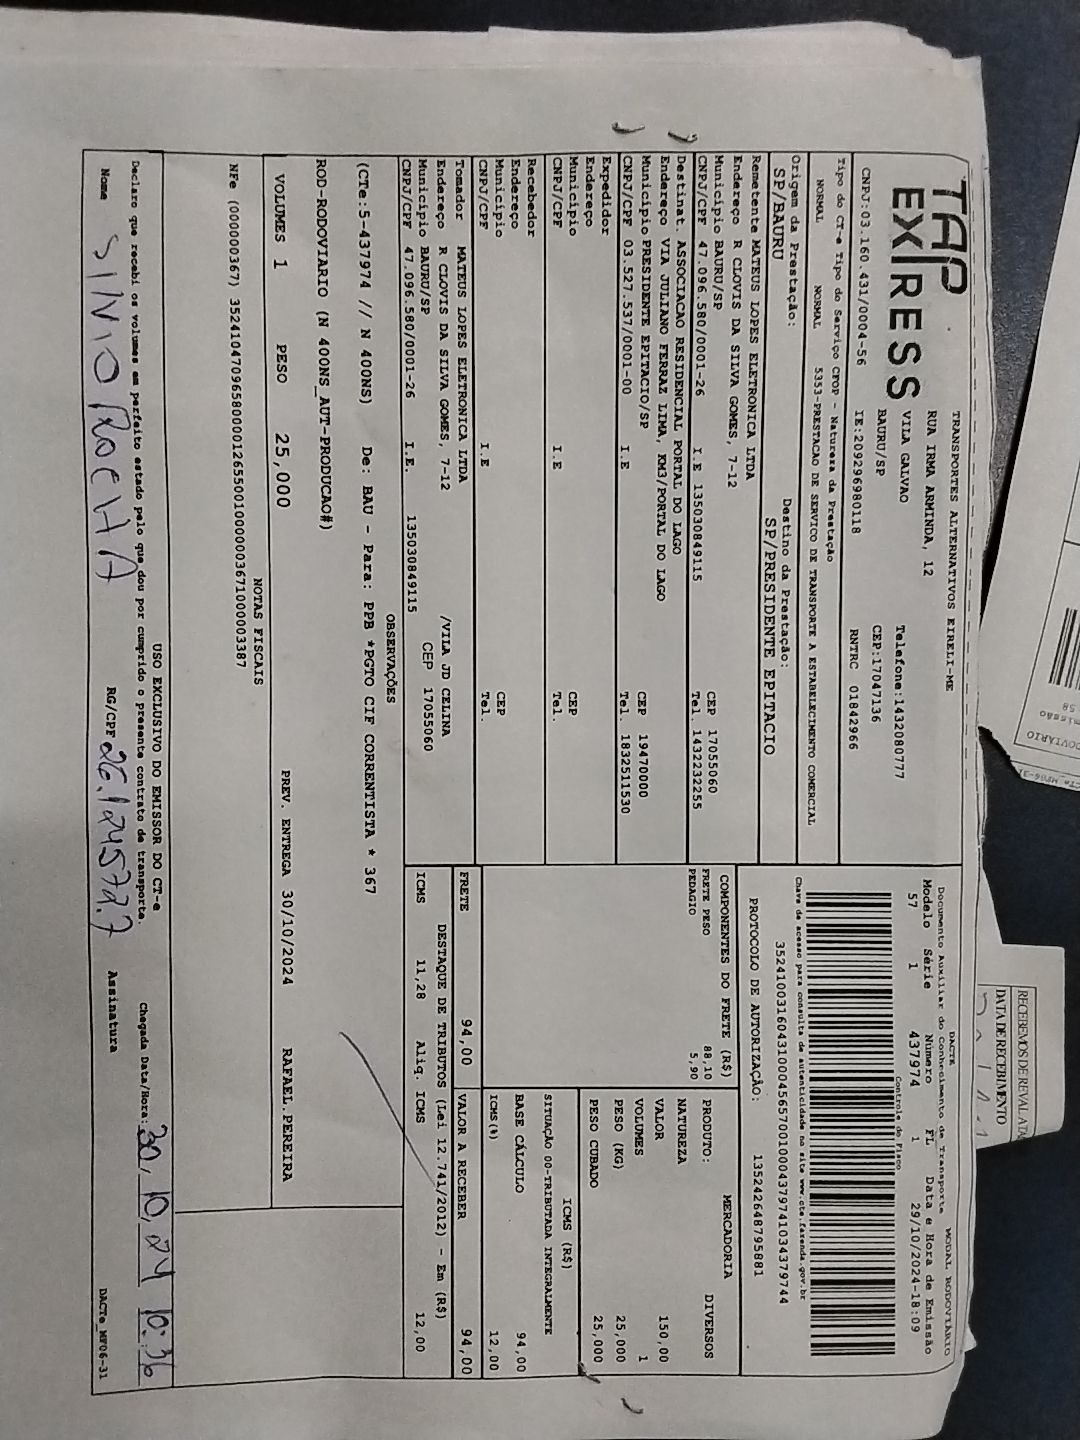 TAP
EXPRESS
TRANSPORTES ALTERNATIVOS EIRELI-ME
RUA IRMA ARMINDA, 12
VILA GALVAO Telefone:1432080777
BAURU/SP CEP:17047136
CNPJ:03.160.431/0004-56 IE:209296980118 RNTRC 01842966
Tipo do CT-e Tipo do Serviço CFOP - Natureza da Prestação
NORMAL NORMAL 5353-PRESTACAO DE SERVICO DE TRANSPORTE A ESTABELECIMENTO COMERCIAL
Origem da Prestação: Destino da Prestação:
SP/BAURU SP/PRESIDENTE EPITACIO
Remetente MATEUS LOPES ELETRONICA LTDA
Endereço R CLOVIS DA SILVA GOMES, 7-12
Município BAURU/SP CEP 17055060
CNPJ/CPF 47.096.580/0001-26 I.E 135030849115 Tel. 1432232255
Destinat. ASSOCIACAO RESIDENCIAL PORTAL DO LAGO
Endereço VIA JULIANO FERRAZ LIMA, KM3/PORTAL DO LAGO
Município PRESIDENTE EPITACIO/SP CEP 19470000
CNPJ/CPF 03.527.537/0001-00 I.E Tel. 1832511530
Expedidor
Endereço
Município CEP
CNPJ/CPF I.E Tel.
Recebedor
Endereço
Município CEP
CNPJ/CPF I.E Tel.
Tomador MATEUS LOPES ELETRONICA LTDA
Endereço R CLOVIS DA SILVA GOMES, 7-12 /VILA JD CELINA
Município BAURU/SP CEP 17055060
CNPJ/CPF 47.096.580/0001-26 I.E. 135030849115
DACTE MODAL RODOVIÁRIO
Documento Auxiliar do Conhecimento de Transporte
Modelo Série Número FL Data e Hora de Emissão
57 1 437974 1 29/10/2024-18:09
Controle do Fisco
Chave de acesso para consulta de autenticidade no site www.cte.fazenda.gov.br
35241003160431000456570010004379741034379744
PROTOCOLO DE AUTORIZAÇÃO: 135242648795881
COMPONENTES DO FRETE (R$)
FRETE PESO 88,10
PEDAGIO 5,90
PRODUTO: MERCADORIA
NATUREZA DIVERSOS
VALOR 150,00
VOLUMES 1
PESO (KG) 25,000
PESO CUBADO 25,000
ICMS (R$)
SITUAÇÃO 00-TRIBUTADA INTEGRALMENTE
BASE CÁLCULO 94,00
ICMS(%) 12,00
FRETE 94,00 VALOR A RECEBER 94,00
DESTAQUE DE TRIBUTOS (Lei 12.741/2012) - Em (R$)
ICMS 11,28 Aliq. ICMS 12,00
OBSERVAÇÕES
(CTe:5-437974 // N 400NS) De: BAU - Para: PPB *PGTO CIF CORRENTISTA * 367
ROD-RODOVIARIO (N 400NS_AUT-PRODUCAO#)
VOLUMES 1 PESO 25,000 PREV. ENTREGA 30/10/2024 RAFAEL.PEREIRA
NOTAS FISCAIS
NFe (000000367) 35241047096580000126550010000003671000003387
USO EXCLUSIVO DO EMISSOR DO CT-e
Declaro que recebi os volumes em perfeito estado pelo que dou por cumprido o presente contrato de transporte.
Chegada Data/Hora: 30/10/24 10:36
Nome SINIO ROCHA RG/CPF 26.124572.7 Assinatura
DACTe_MF06-31
RECEBEMOS DE REVAL ATA
DATA DE RECEBIMENTO